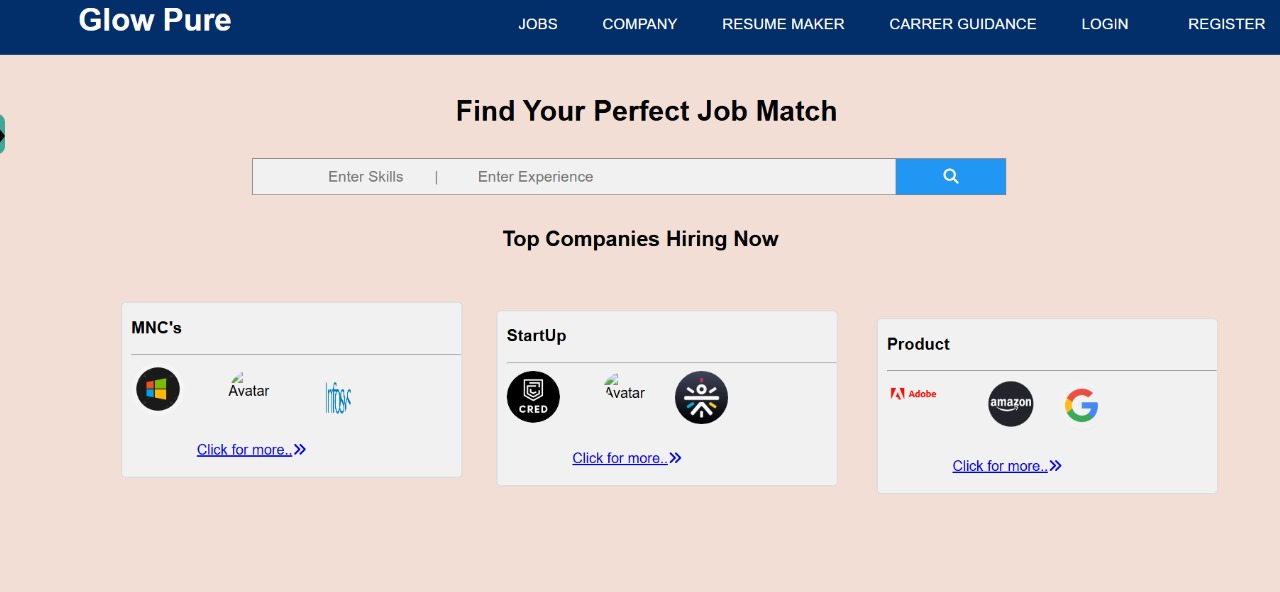 Glow Pure
JOBS COMPANY RESUME MAKER CARRER GUIDANCE LOGIN REGISTER
Find Your Perfect Job Match
Enter Skills | Enter Experience
Top Companies Hiring Now
MNC's
Avatar Infosys
Click for more..
StartUp
CRED Avatar
Click for more..
Product
Adobe amazon
Click for more..